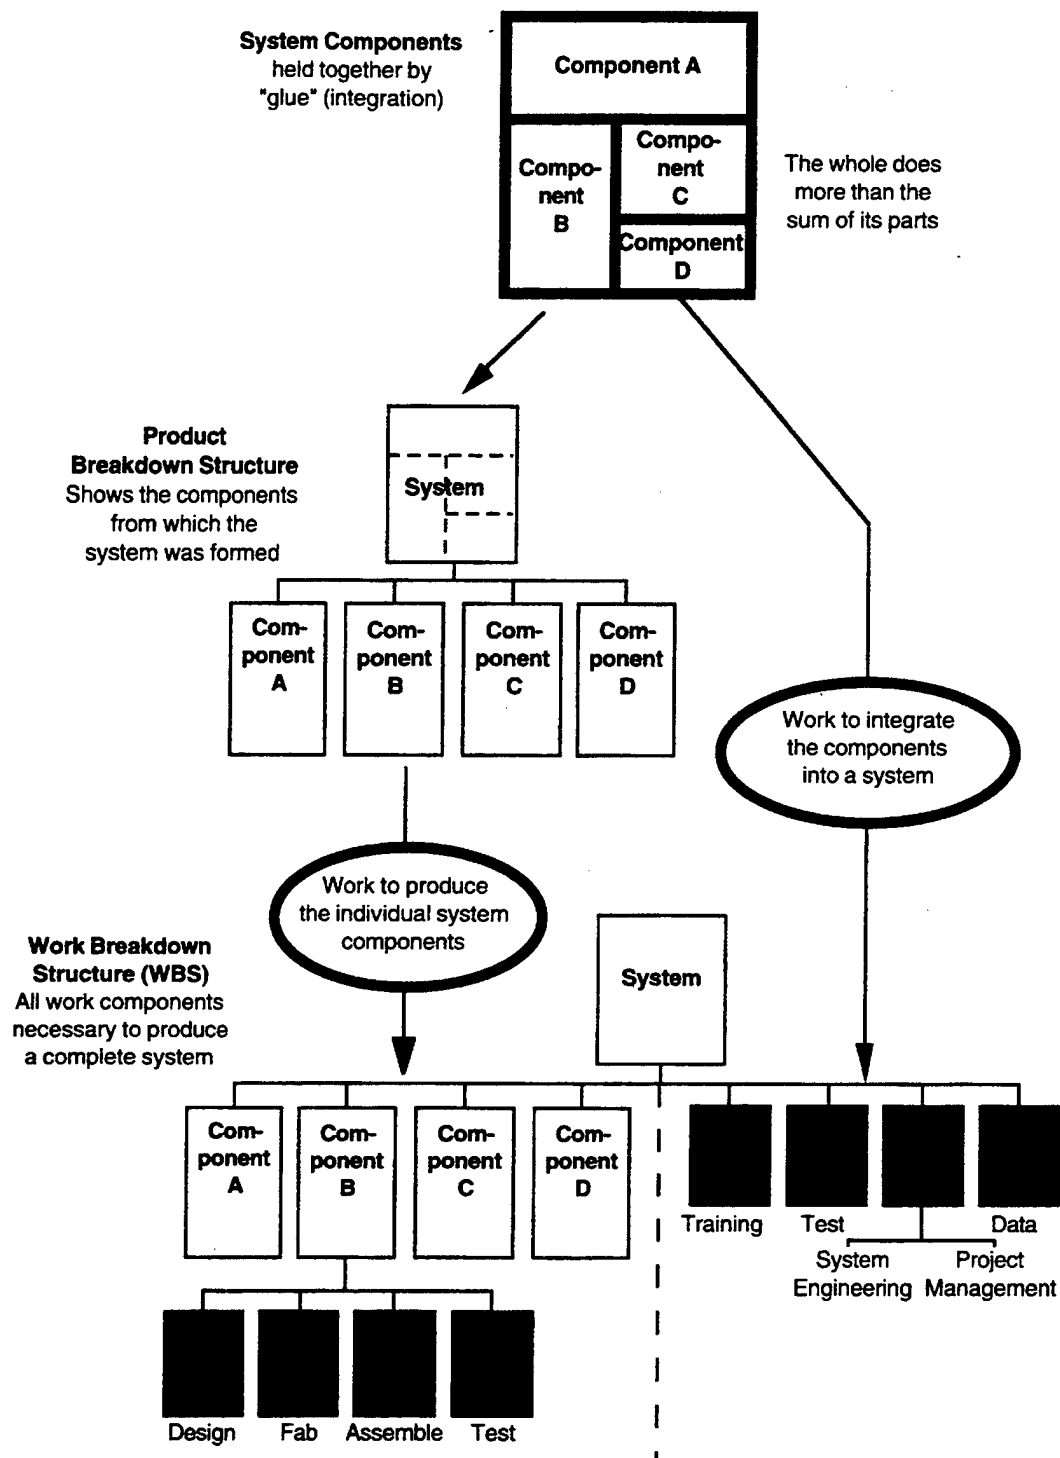 System Components
held together by
"glue" (integration)
Component A
Compo-
nent
B
Compo-
nent
C
Component
D
The whole does
more than the
sum of its parts
Product
Breakdown Structure
Shows the components
from which the
system was formed
System
Com-
ponent
A
Com-
ponent
B
Com-
ponent
C
Com-
ponent
D
Work to integrate
the components
into a system
Work to produce
the individual system
components
Work Breakdown
Structure (WBS)
All work components
necessary to produce
a complete system
System
Com-
ponent
A
Com-
ponent
B
Com-
ponent
C
Com-
ponent
D
Training
Test
Data
System
Engineering
Project
Management
Design
Fab
Assemble
Test